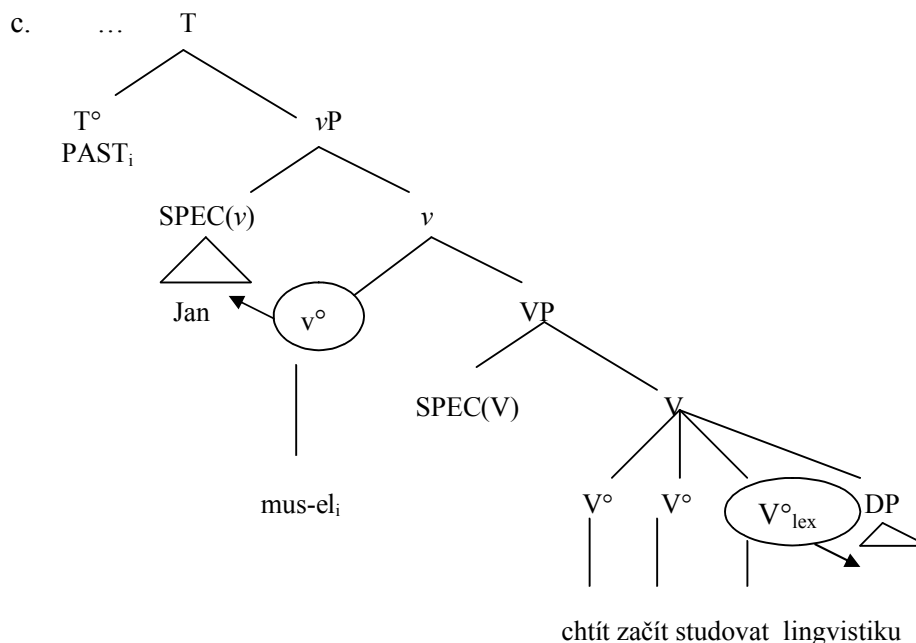 c. … T
T° vP
PAST_i
SPEC(v) v
Jan v° VP
SPEC(V) V
mus-el_i V° V° V°_lex DP
chtít začít studovat lingvistiku